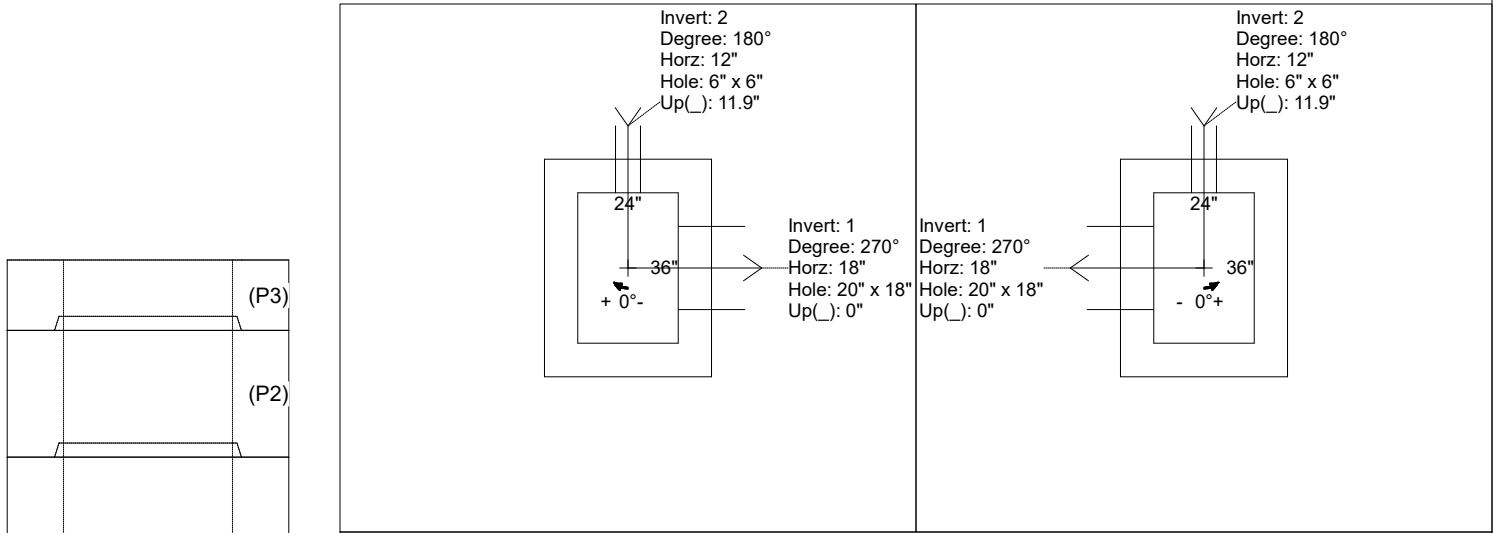 Invert: 2
Degree: 180°
Horz: 12"
Hole: 6" x 6"
Up(_): 11.9"
24"
36"
+ 0°-
Invert: 1
Degree: 270°
Horz: 18"
Hole: 20" x 18"
Up(_): 0"
Invert: 2
Degree: 180°
Horz: 12"
Hole: 6" x 6"
Up(_): 11.9"
24"
36"
- 0°+
Invert: 1
Degree: 270°
Horz: 18"
Hole: 20" x 18"
Up(_): 0"
(P3)
(P2)